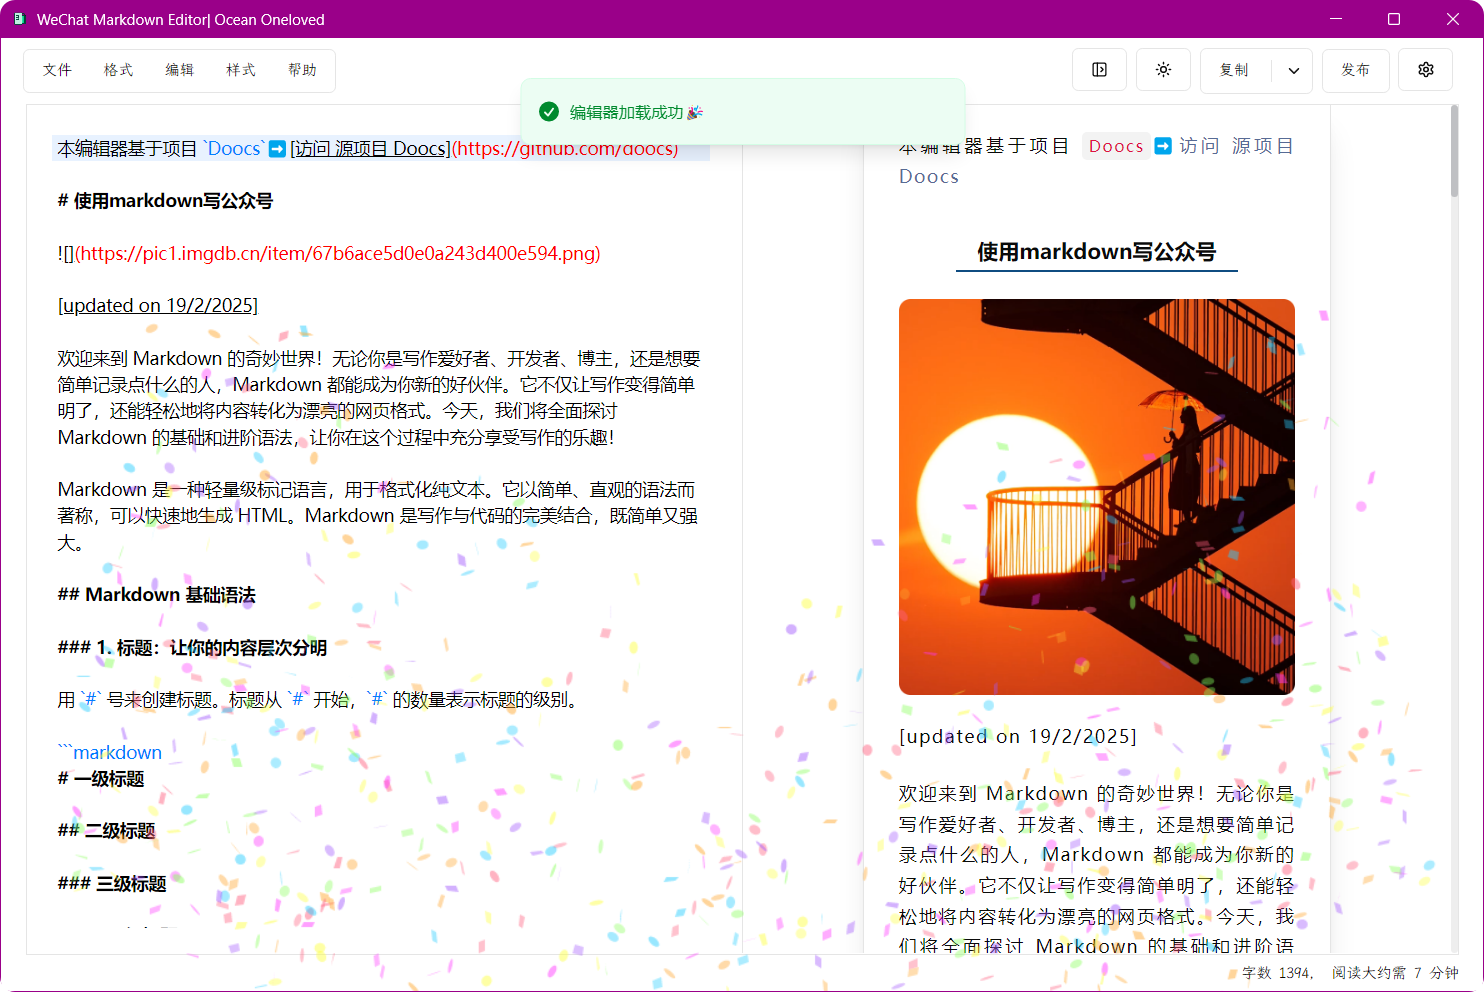 WeChat Markdown Editor| Ocean Oneloved
文件 格式 编辑 样式 帮助
复制
发布
编辑器加载成功🎉
本编辑器基于项目 `Doocs`➡️[访问 源项目 Doocs](https://github.com/doocs)
# 使用markdown写公众号
![](https://pic1.imgdb.cn/item/67b6ace5d0e0a243d400e594.png)
[updated on 19/2/2025]
欢迎来到 Markdown 的奇妙世界！无论你是写作爱好者、开发者、博主，还是想要
简单记录点什么的人，Markdown 都能成为你新的好伙伴。它不仅让写作变得简单
明了，还能轻松地将内容转化为漂亮的网页格式。今天，我们将全面探讨
Markdown 的基础和进阶语法，让你在这个过程中充分享受写作的乐趣！
Markdown 是一种轻量级标记语言，用于格式化纯文本。它以简单、直观的语法而
著称，可以快速地生成 HTML。Markdown 是写作与代码的完美结合，既简单又强
大。
## Markdown 基础语法
### 1. 标题：让你的内容层次分明
用 `#` 号来创建标题。标题从 `#` 开始，`#` 的数量表示标题的级别。
```markdown
# 一级标题
## 二级标题
### 三级标题
本编辑器基于项目 Doocs ➡️访问 源项目
Doocs
使用markdown写公众号
[updated on 19/2/2025]
欢迎来到 Markdown 的奇妙世界！无论你是
写作爱好者、开发者、博主，还是想要简单记
录点什么的人，Markdown 都能成为你新的
好伙伴。它不仅让写作变得简单明了，还能轻
松地将内容转化为漂亮的网页格式。今天，我
们将全面探讨 Markdown 的基础和进阶语
字数 1394， 阅读大约需 7 分钟